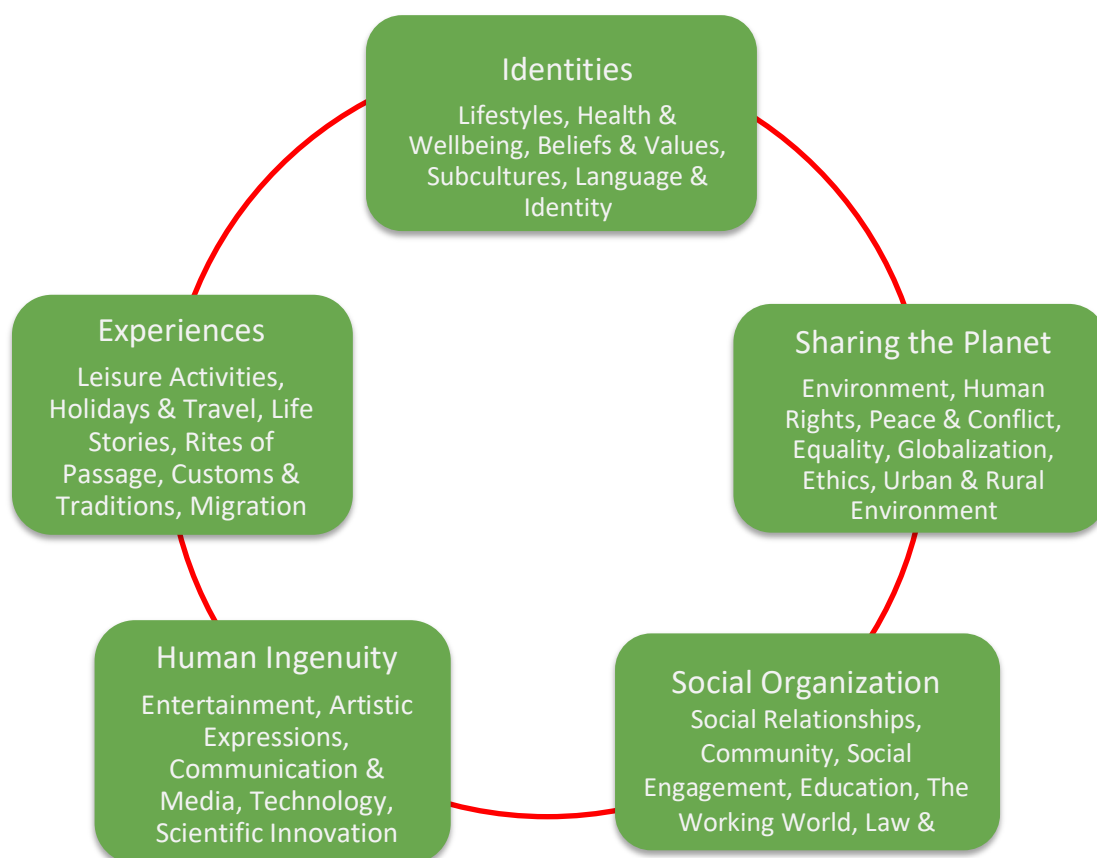 Identities
Lifestyles, Health &
Wellbeing, Beliefs & Values,
Subcultures, Language &
Identity
Sharing the Planet
Environment, Human
Rights, Peace & Conflict,
Equality, Globalization,
Ethics, Urban & Rural
Environment
Social Organization
Social Relationships,
Community, Social
Engagement, Education, The
Working World, Law &
Human Ingenuity
Entertainment, Artistic
Expressions,
Communication &
Media, Technology,
Scientific Innovation
Experiences
Leisure Activities,
Holidays & Travel, Life
Stories, Rites of
Passage, Customs &
Traditions, Migration